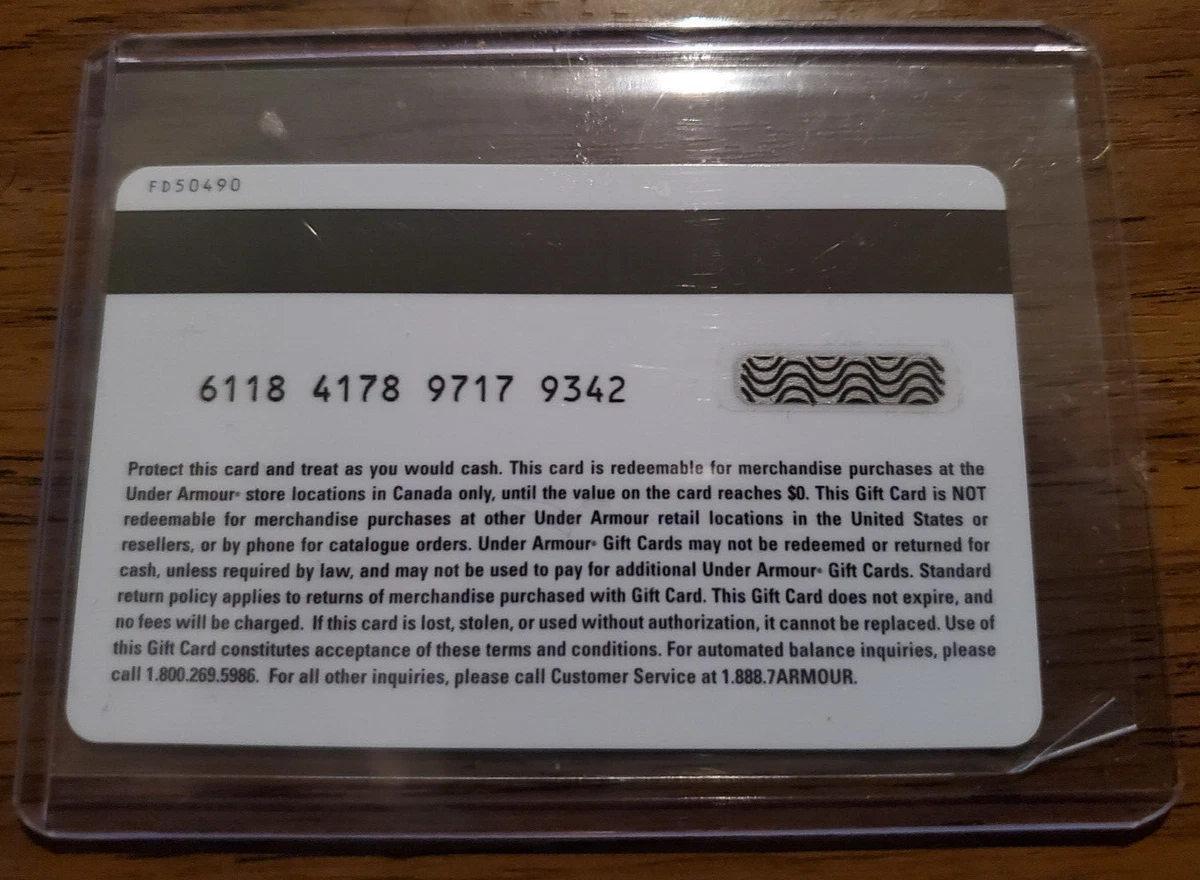 FD50490
6118 4178 9717 9342
Protect this card and treat as you would cash. This card is redeemable for merchandise purchases at the
Under Armour® store locations in Canada only, until the value on the card reaches $0. This Gift Card is NOT
redeemable for merchandise purchases at other Under Armour retail locations in the United States or
resellers, or by phone for catalogue orders. Under Armour® Gift Cards may not be redeemed or returned for
cash, unless required by law, and may not be used to pay for additional Under Armour® Gift Cards. Standard
return policy applies to returns of merchandise purchased with Gift Card. This Gift Card does not expire, and
no fees will be charged. If this card is lost, stolen, or used without authorization, it cannot be replaced. Use of
this Gift Card constitutes acceptance of these terms and conditions. For automated balance inquiries, please
call 1.800.269.5986. For all other inquiries, please call Customer Service at 1.888.7ARMOUR.